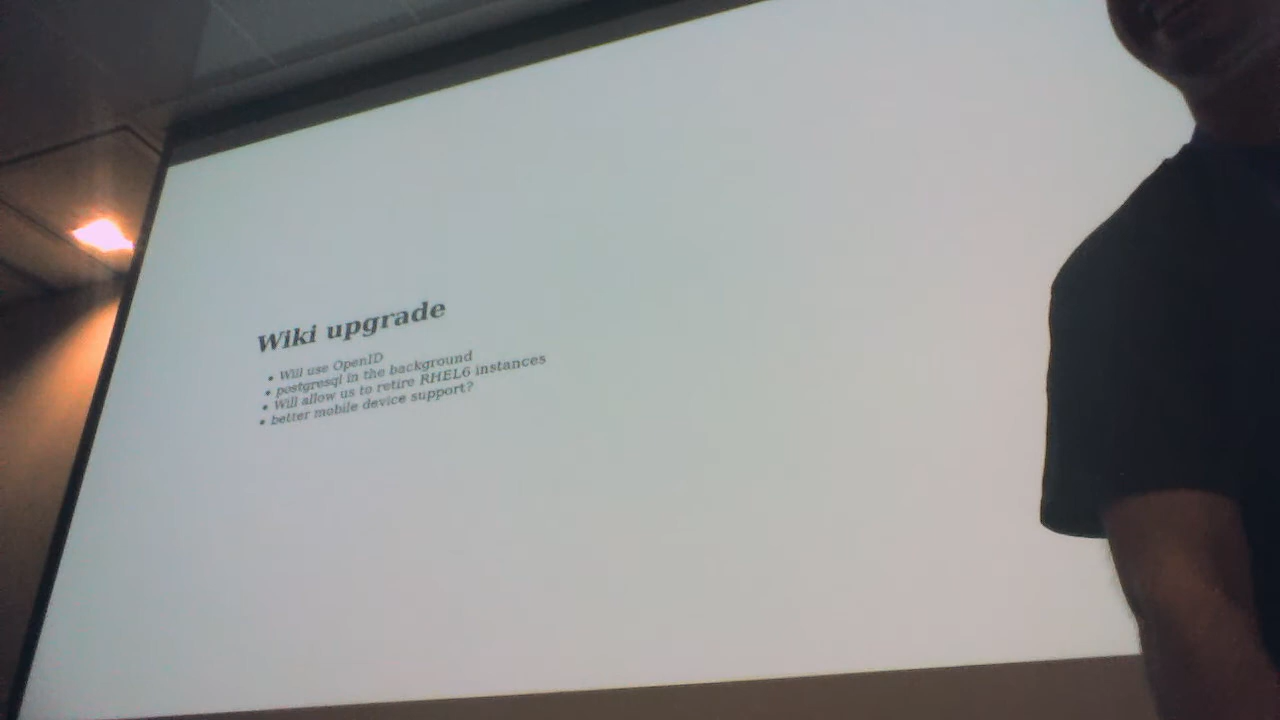 Wiki upgrade
• Will use OpenID
• postgresql in the background
• Will allow us to retire RHEL6 instances
• better mobile device support?